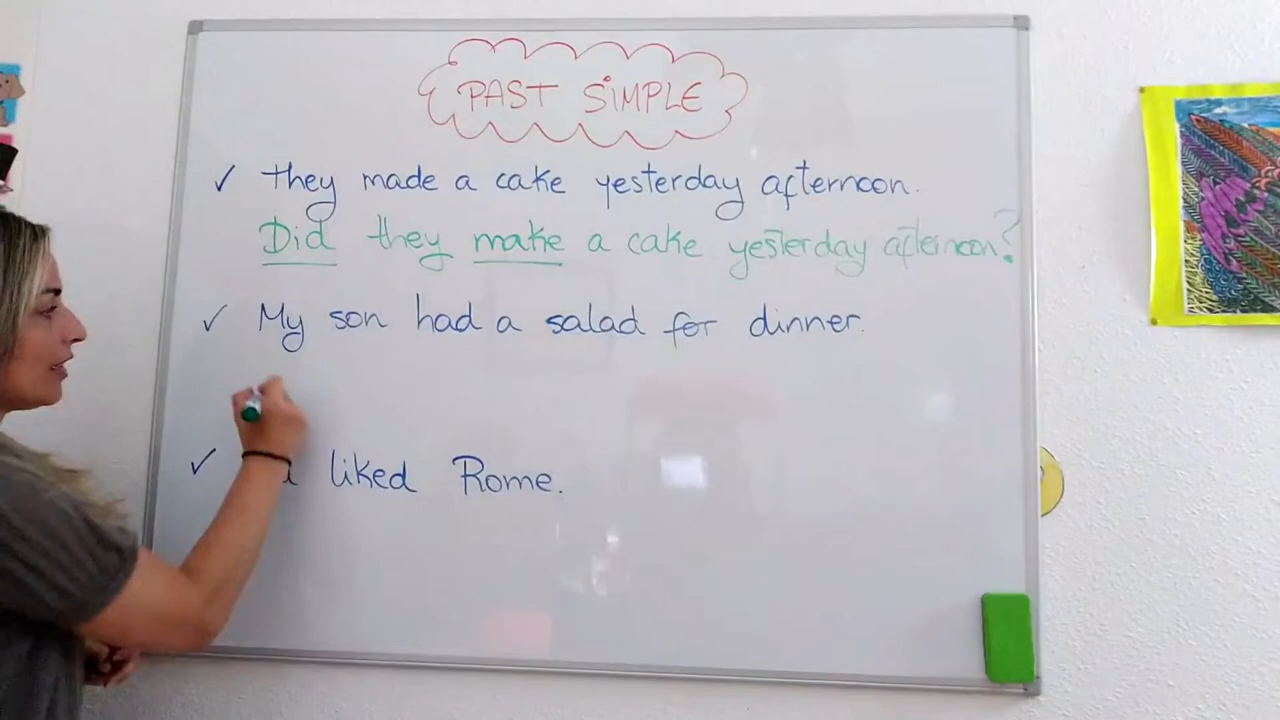 PAST SIMPLE
✓ they made a cake yesterday afternoon.
Did they make a cake yesterday afternoon?
✓ My son had a salad for dinner.
✓ liked Rome.